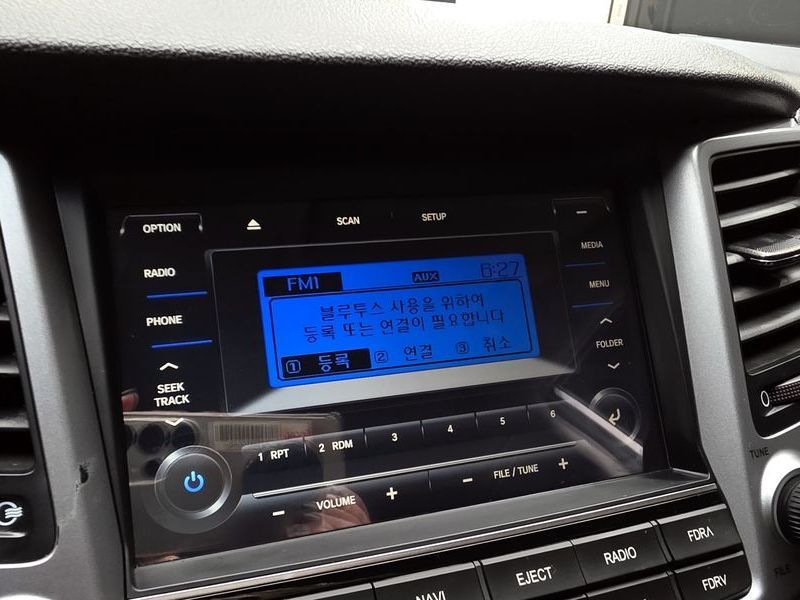 OPTION
SCAN
SETUP
RADIO
PHONE
SEEK
TRACK
FM1 AUX 6:27
블루투스 사용을 위하여
등록 또는 연결이 필요합니다
① 등록 ② 연결 ③ 취소
MEDIA
MENU
FOLDER
1 RPT 2 RDM 3 4 5 6
− VOLUME +
− FILE / TUNE +
TUNE
FILE
NAVI EJECT RADIO FDR∧
FDR∨